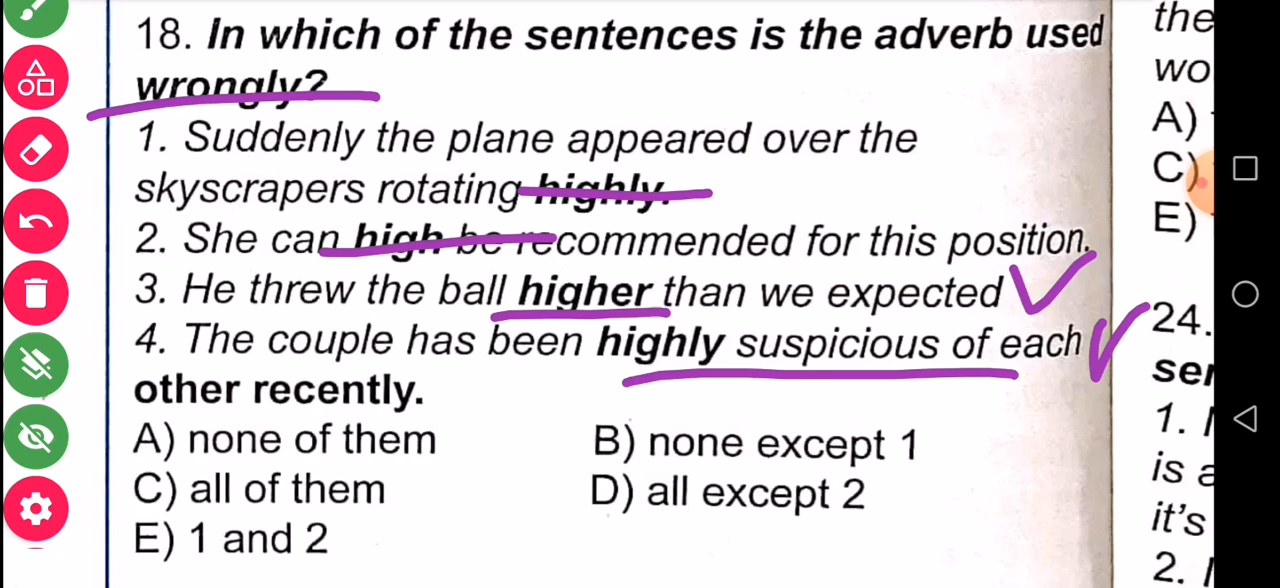 18. In which of the sentences is the adverb used
wrongly?
1. Suddenly the plane appeared over the
skyscrapers rotating highly.
2. She can high be recommended for this position.
3. He threw the ball higher than we expected
4. The couple has been highly suspicious of each
other recently.
A) none of them B) none except 1
C) all of them D) all except 2
E) 1 and 2
the
wo
A)
C)
E)
24.
1.
is a
it's
2.